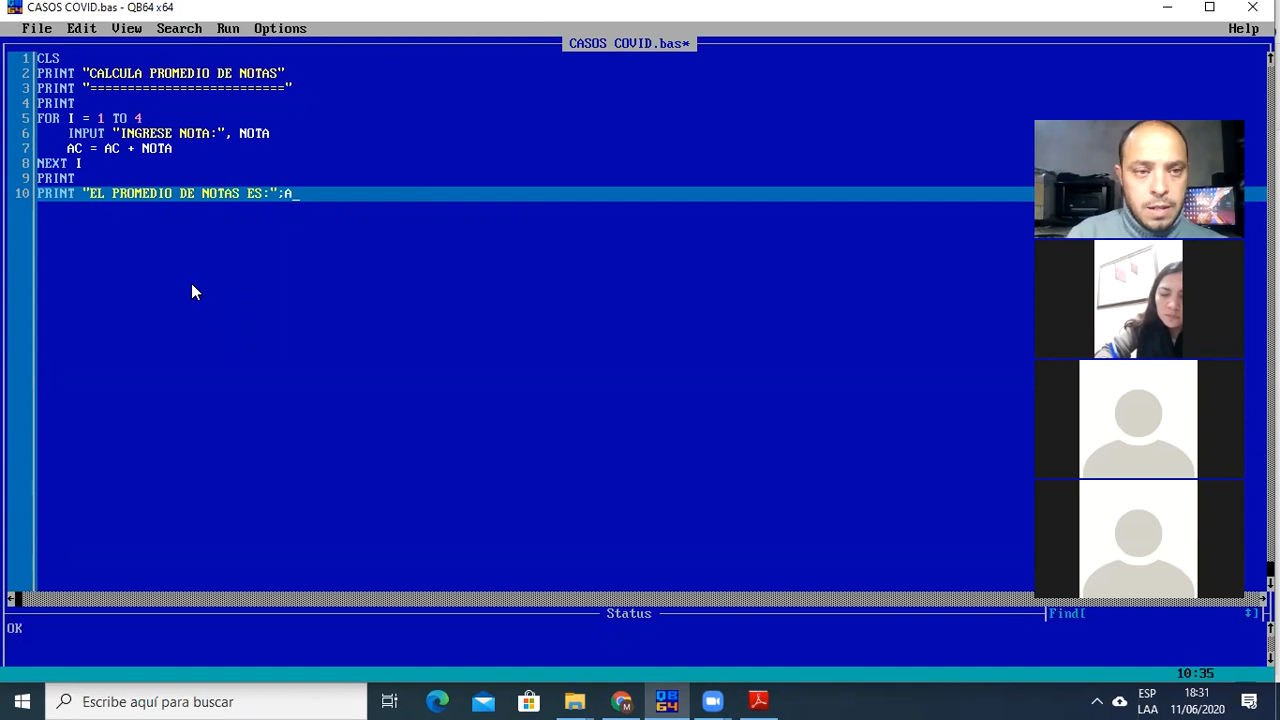 CASOS COVID.bas - QB64 x64
File Edit View Search Run Options Help
CASOS COVID.bas*
1 CLS
2 PRINT "CALCULA PROMEDIO DE NOTAS"
3 PRINT "=========================="
4 PRINT
5 FOR I = 1 TO 4
6 INPUT "INGRESE NOTA:", NOTA
7 AC = AC + NOTA
8 NEXT I
9 PRINT
10 PRINT "EL PROMEDIO DE NOTAS ES:";A_
Status
Find[ ]
OK
10:35
QB64
M
Escribe aquí para buscar
ESP
LAA
18:31
11/06/2020